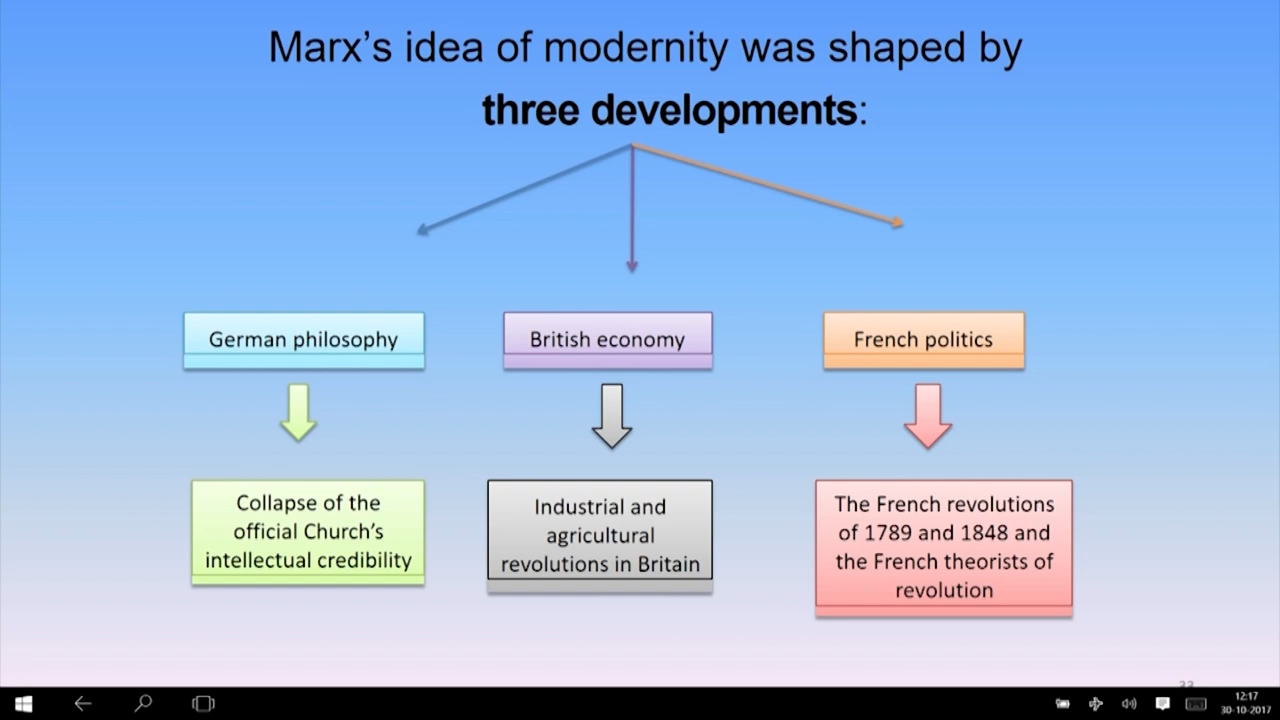 Marx’s idea of modernity was shaped by
three developments:
German philosophy
British economy
French politics
Collapse of the
official Church’s
intellectual credibility
Industrial and
agricultural
revolutions in Britain
The French revolutions
of 1789 and 1848 and
the French theorists of
revolution
12:17
30-10-2017